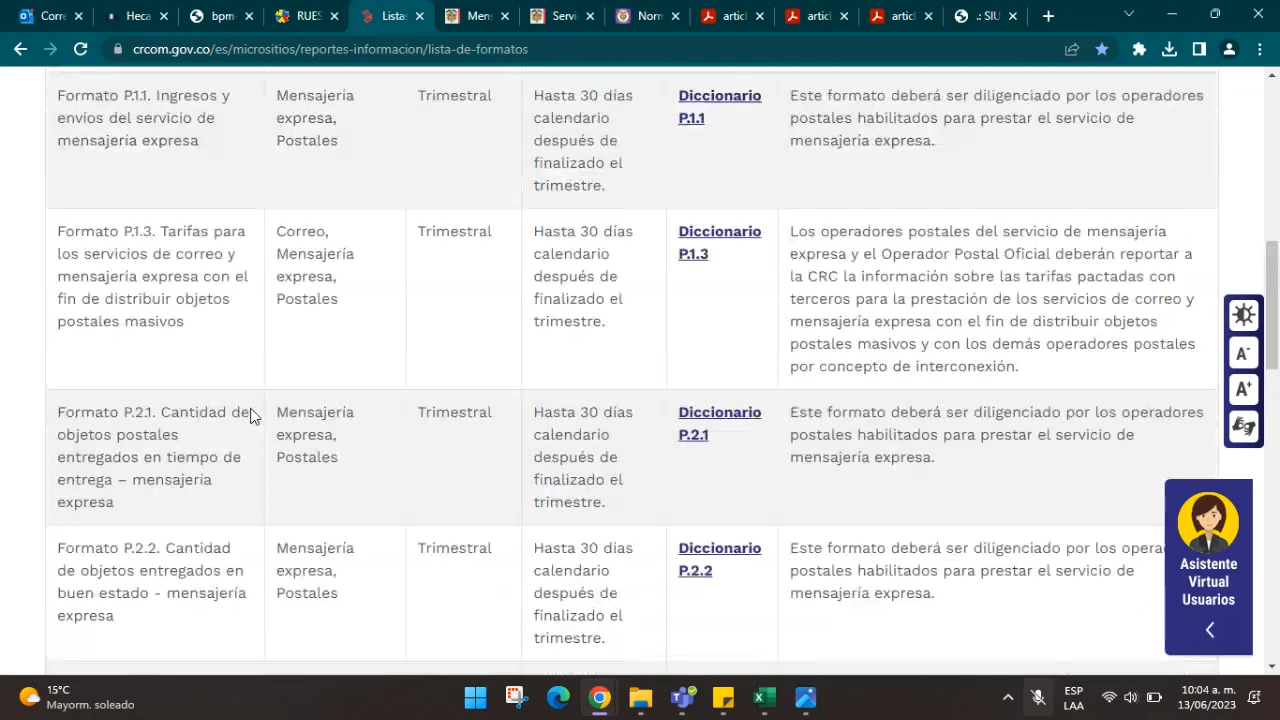 Corre
Heca
bpm
RUES
Listas
Mens
Servi
Norn
articl
articl
articl
.: SIU
crcom.gov.co/es/micrositios/reportes-informacion/lista-de-formatos
Formato P.1.1. Ingresos y
envíos del servicio de
mensajería expresa
Mensajería
expresa,
Postales
Trimestral
Hasta 30 días
calendario
después de
finalizado el
trimestre.
Diccionario
P.1.1
Este formato deberá ser diligenciado por los operadores
postales habilitados para prestar el servicio de
mensajería expresa.
Formato P.1.3. Tarifas para
los servicios de correo y
mensajería expresa con el
fin de distribuir objetos
postales masivos
Correo,
Mensajería
expresa,
Postales
Trimestral
Hasta 30 días
calendario
después de
finalizado el
trimestre.
Diccionario
P.1.3
Los operadores postales del servicio de mensajería
expresa y el Operador Postal Oficial deberán reportar a
la CRC la información sobre las tarifas pactadas con
terceros para la prestación de los servicios de correo y
mensajería expresa con el fin de distribuir objetos
postales masivos y con los demás operadores postales
por concepto de interconexión.
Formato P.2.1. Cantidad de
objetos postales
entregados en tiempo de
entrega – mensajería
expresa
Mensajería
expresa,
Postales
Trimestral
Hasta 30 días
calendario
después de
finalizado el
trimestre.
Diccionario
P.2.1
Este formato deberá ser diligenciado por los operadores
postales habilitados para prestar el servicio de
mensajería expresa.
Formato P.2.2. Cantidad
de objetos entregados en
buen estado - mensajería
expresa
Mensajería
expresa,
Postales
Trimestral
Hasta 30 días
calendario
después de
finalizado el
trimestre.
Diccionario
P.2.2
Este formato deberá ser diligenciado por los opera
postales habilitados para prestar el servicio de
mensajería expresa.
A-
A+
Asistente
Virtual
Usuarios
15°C
Mayorm. soleado
ESP
LAA
10:04 a. m.
13/06/2023